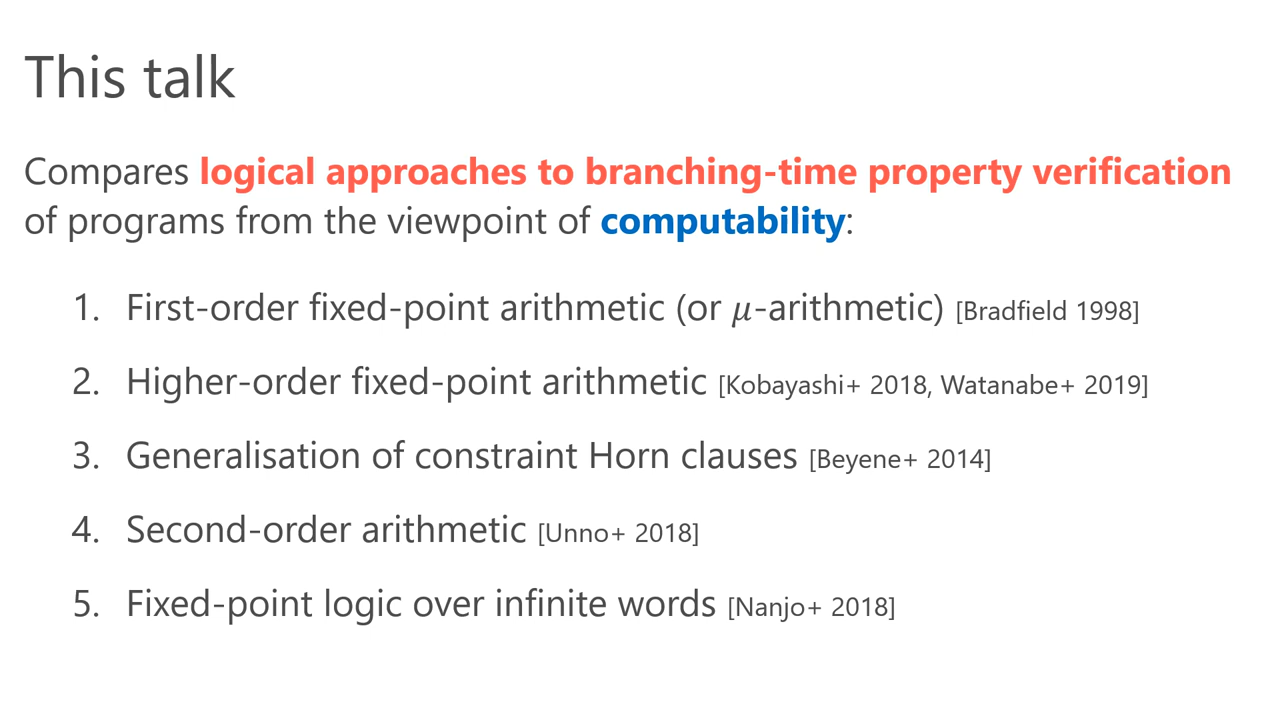 This talk
Compares logical approaches to branching-time property verification
of programs from the viewpoint of computability:
1. First-order fixed-point arithmetic (or 𝜇-arithmetic) [Bradfield 1998]
2. Higher-order fixed-point arithmetic [Kobayashi+ 2018, Watanabe+ 2019]
3. Generalisation of constraint Horn clauses [Beyene+ 2014]
4. Second-order arithmetic [Unno+ 2018]
5. Fixed-point logic over infinite words [Nanjo+ 2018]